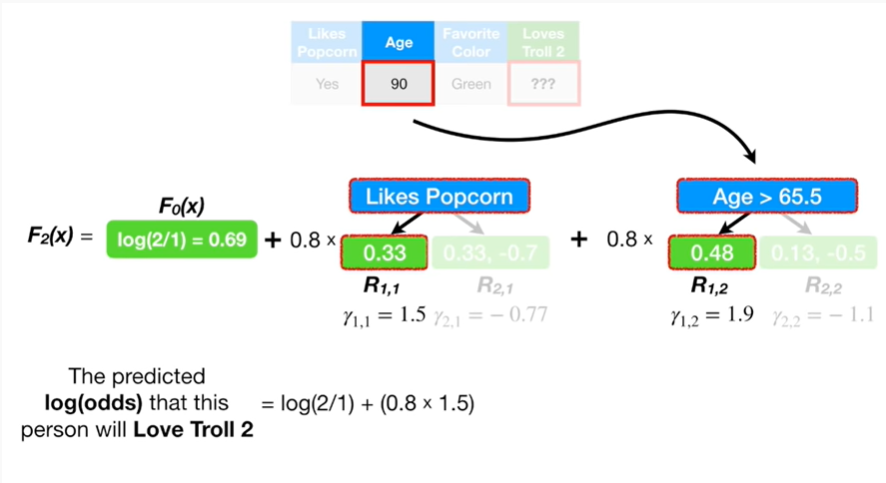 Likes Popcorn Age Favorite Color Loves Troll 2
Yes 90 Green ???
F₀(x)
F₂(x) = log(2/1) = 0.69 + 0.8 × Likes Popcorn + 0.8 × Age > 65.5
0.33 0.33, -0.7 0.48 0.13, -0.5
R₁,₁ R₂,₁ R₁,₂ R₂,₂
γ₁,₁ = 1.5 γ₂,₁ = − 0.77 γ₁,₂ = 1.9 γ₂,₂ = − 1.1
The predicted
log(odds) that this = log(2/1) + (0.8 × 1.5)
person will Love Troll 2